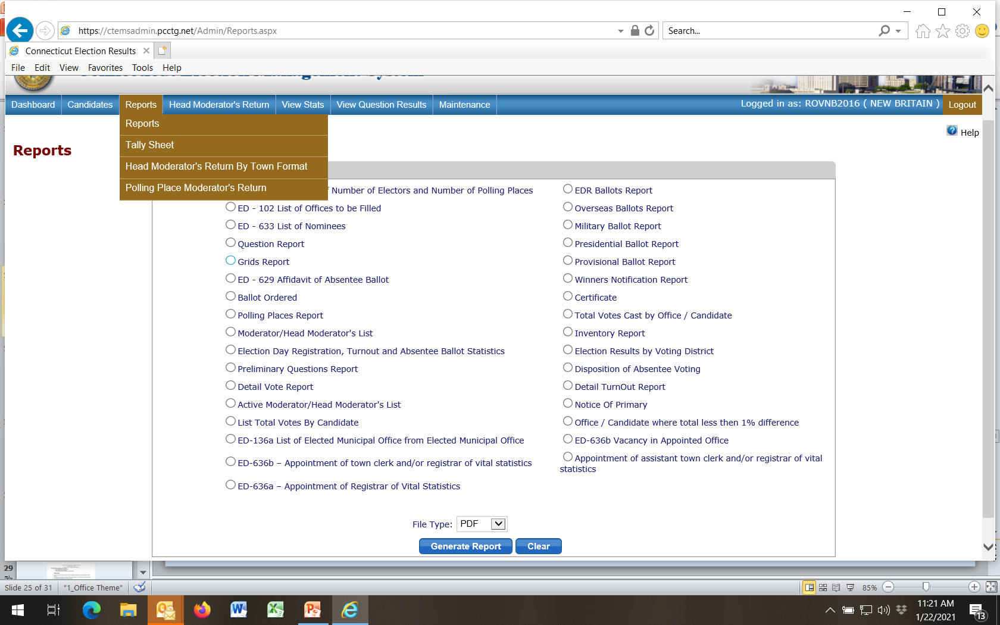 https://ctemsadmin.pcctg.net/Admin/Reports.aspx
Search...
Connecticut Election Results
File Edit View Favorites Tools Help
Connecticut Election Management System
Dashboard Candidates Reports Head Moderator's Return View Stats View Question Results Maintenance Logged in as: ROVNB2016 ( NEW BRITAIN ) Logout
Reports
Tally Sheet
Head Moderator's Return By Town Format
Polling Place Moderator's Return
Help
Reports
Number of Electors and Number of Polling Places
EDR Ballots Report
ED - 102 List of Offices to be Filled
Overseas Ballots Report
ED - 633 List of Nominees
Military Ballot Report
Question Report
Presidential Ballot Report
Grids Report
Provisional Ballot Report
ED - 629 Affidavit of Absentee Ballot
Winners Notification Report
Ballot Ordered
Certificate
Polling Places Report
Total Votes Cast by Office / Candidate
Moderator/Head Moderator's List
Inventory Report
Election Day Registration, Turnout and Absentee Ballot Statistics
Election Results by Voting District
Preliminary Questions Report
Disposition of Absentee Voting
Detail Vote Report
Detail TurnOut Report
Active Moderator/Head Moderator's List
Notice Of Primary
List Total Votes By Candidate
Office / Candidate where total less then 1% difference
ED-136a List of Elected Municipal Office from Elected Municipal Office
ED-636b Vacancy in Appointed Office
ED-636b – Appointment of town clerk and/or registrar of vital statistics
Appointment of assistant town clerk and/or registrar of vital
statistics
ED-636a – Appointment of Registrar of Vital Statistics
File Type: PDF
Generate Report Clear
29
Slide 25 of 31 "1_Office Theme" 85%
11:21 AM
1/22/2021
13